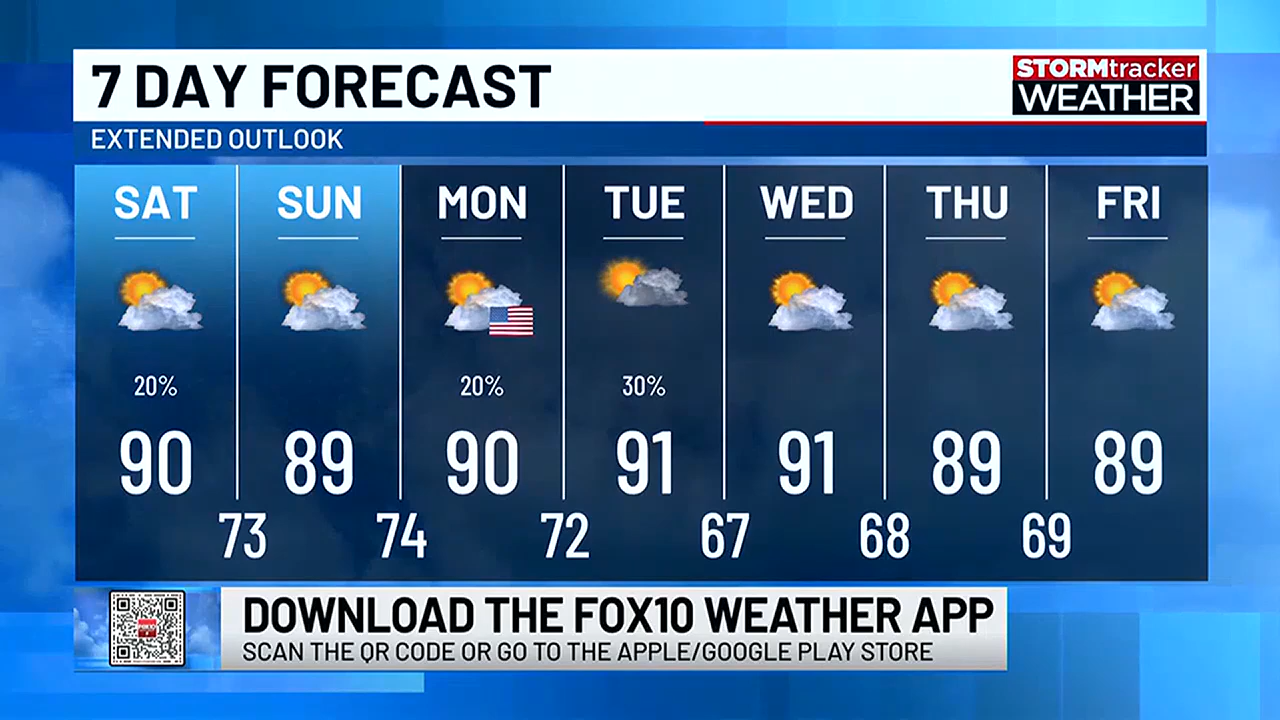 7 DAY FORECAST
STORMtracker
WEATHER
EXTENDED OUTLOOK
SAT SUN MON TUE WED THU FRI
20% 20% 30%
90 89 90 91 91 89 89
73 74 72 67 68 69
DOWNLOAD THE FOX10 WEATHER APP
SCAN THE QR CODE OR GO TO THE APPLE/GOOGLE PLAY STORE